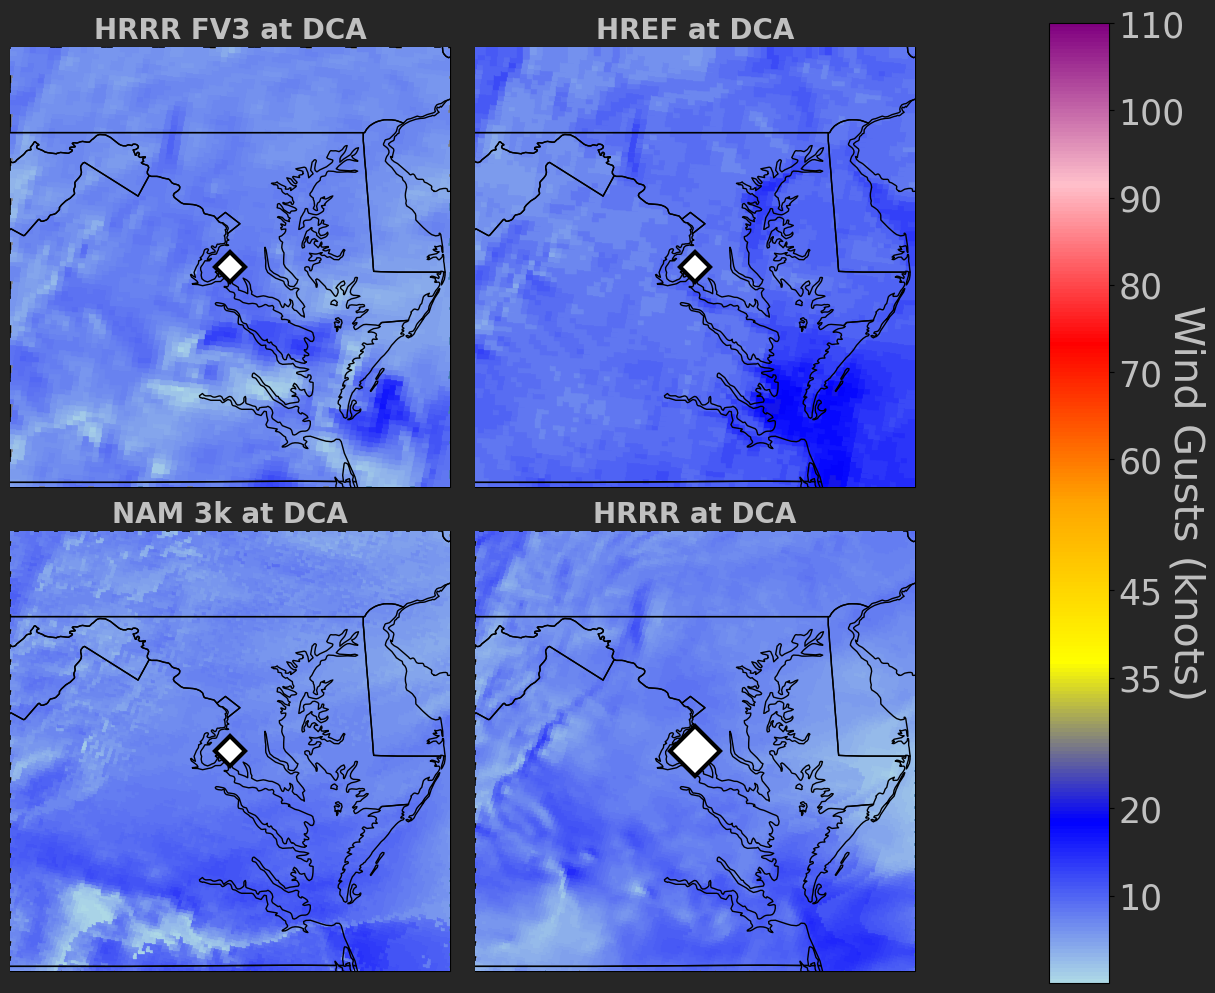 HRRR FV3 at DCA
HREF at DCA
NAM 3k at DCA
HRRR at DCA
110
100
90
80
70
60
45
35
20
10
Wind Gusts (knots)